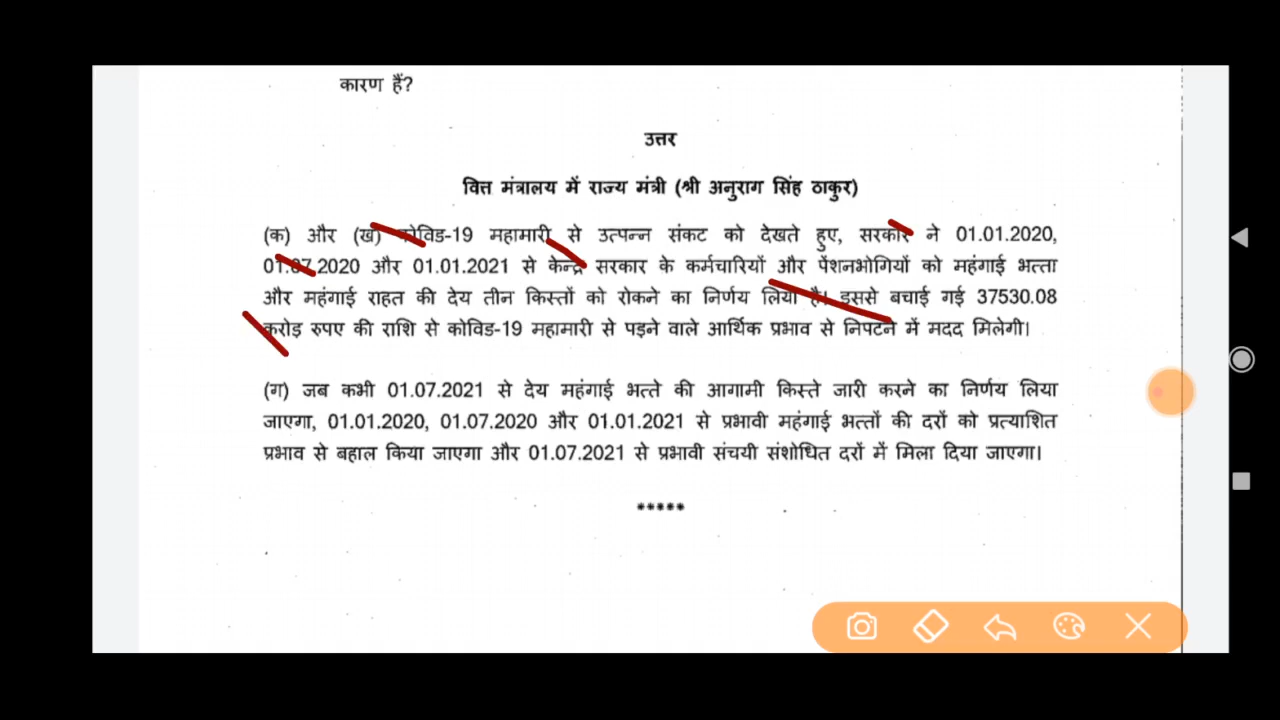 कारण हैं?
उत्तर
वित्त मंत्रालय में राज्य मंत्री (श्री अनुराग सिंह ठाकुर)
(क) और (ख) कोविड-19 महामारी से उत्पन्न संकट को देखते हुए, सरकार ने 01.01.2020,
01.07.2020 और 01.01.2021 से केन्द्र सरकार के कर्मचारियों और पेंशनभोगियों को महंगाई भत्ता
और महंगाई राहत की देय तीन किस्तों को रोकने का निर्णय लिया है। इससे बचाई गई 37530.08
करोड़ रुपए की राशि से कोविड-19 महामारी से पड़ने वाले आर्थिक प्रभाव से निपटने में मदद मिलेगी।
(ग) जब कभी 01.07.2021 से देय महंगाई भत्ते की आगामी किस्ते जारी करने का निर्णय लिया
जाएगा, 01.01.2020, 01.07.2020 और 01.01.2021 से प्रभावी महंगाई भत्तों की दरों को प्रत्याशित
प्रभाव से बहाल किया जाएगा और 01.07.2021 से प्रभावी संचयी संशोधित दरों में मिला दिया जाएगा।
*****